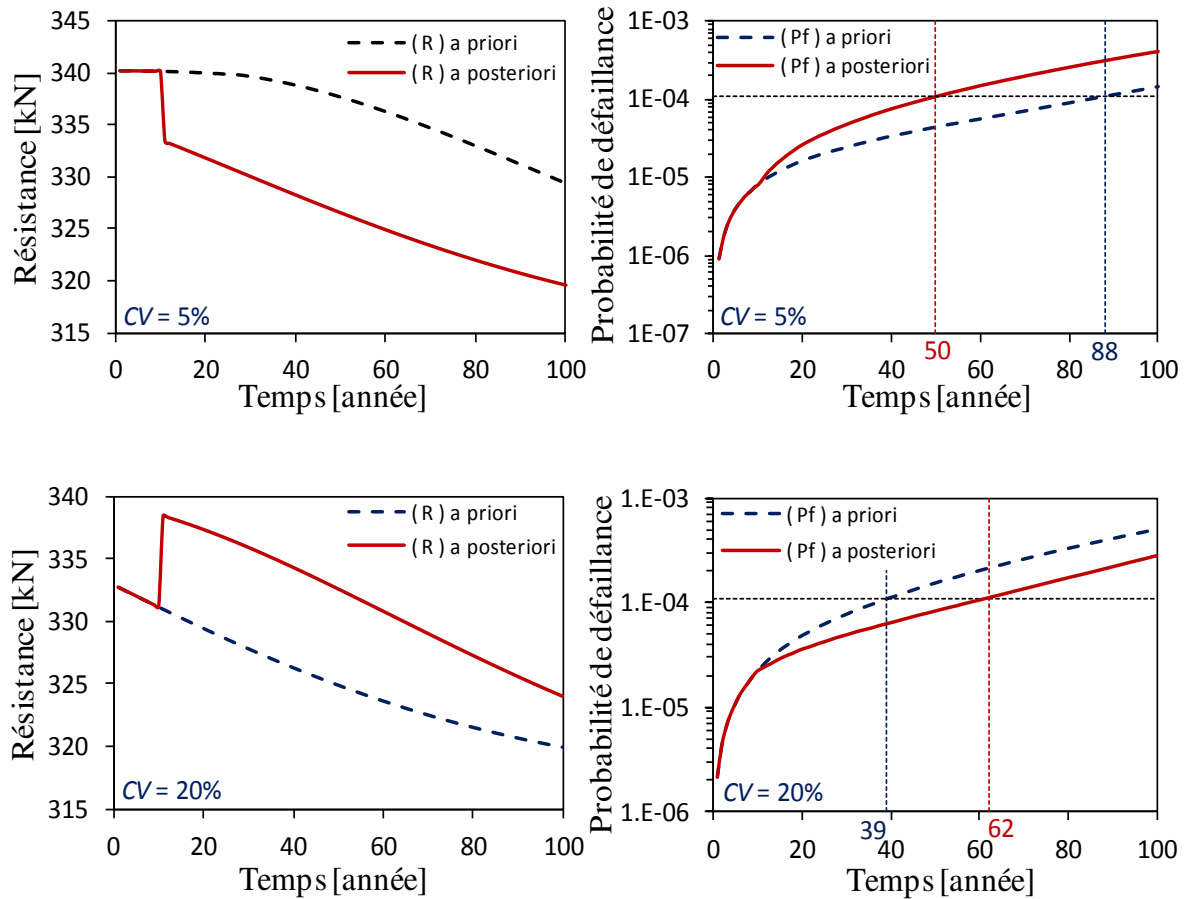 345
340
335
330
325
320
315
Résistance [kN]
( R ) a priori
( R ) a posteriori
CV = 5%
0 20 40 60 80 100
Temps [année]
1E-03
1E-04
1E-05
1E-06
1E-07
Probabilité de défaillance
( Pf ) a priori
( Pf ) a posteriori
CV = 5%
50 88
0 20 40 60 80 100
Temps [année]
340
335
330
325
320
315
Résistance [kN]
( R ) a priori
( R ) a posteriori
CV = 20%
0 20 40 60 80 100
Temps [année]
1.E-03
1.E-04
1.E-05
1.E-06
Probabilité de défaillance
( Pf ) a priori
( Pf ) a posteriori
CV = 20%
39 62
0 20 40 60 80 100
Temps [année]